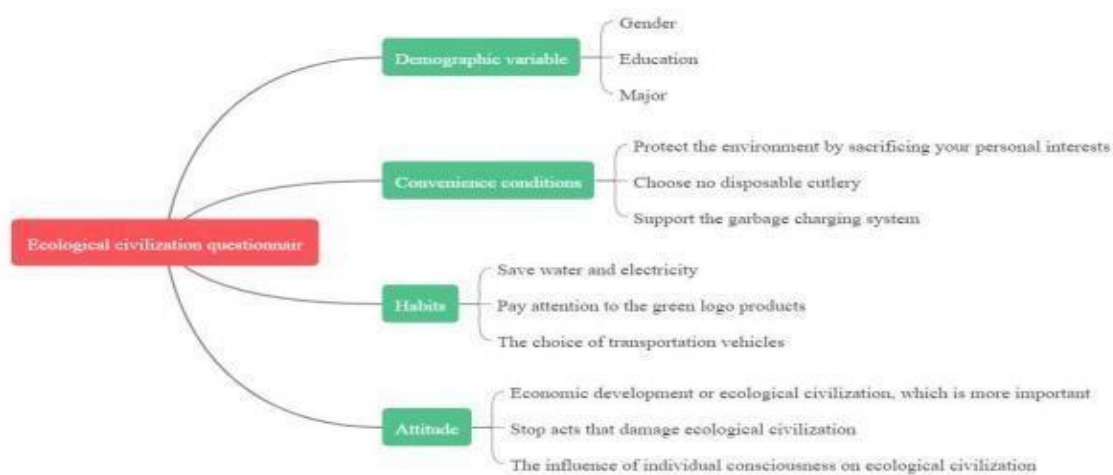 Gender
Demographic variable
Education
Major
Protect the environment by sacrificing your personal interests
Convenience conditions
Choose no disposable cutlery
Support the garbage charging system
Ecological civilization questionnair
Save water and electricity
Habits
Pay attention to the green logo products
The choice of transportation vehicles
Economic development or ecological civilization, which is more important
Attitude
Stop acts that damage ecological civilization
The influence of individual consciousness on ecological civilization